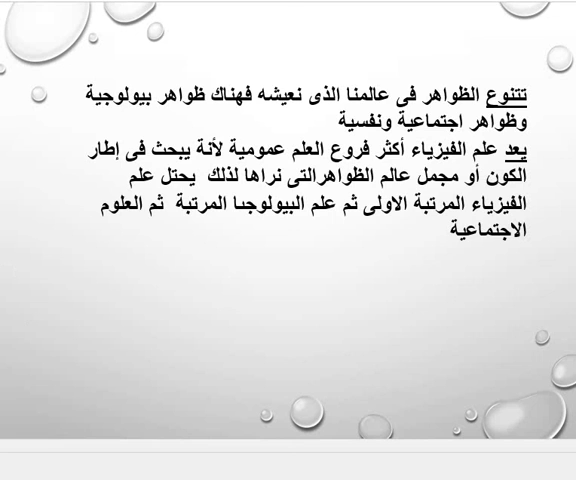 تتنوع الظواهر فى عالمنا الذى نعيشه فهناك ظواهر بيولوجية
وظواهر اجتماعية ونفسية
يعد علم الفيزياء أكثر فروع العلم عمومية لأنة يبحث فى إطار
الكون أو مجمل عالم الظواهرالتى نراها لذلك يحتل علم
الفيزياء المرتبة الاولى ثم علم البيولوجىا المرتبة ثم العلوم
الاجتماعية